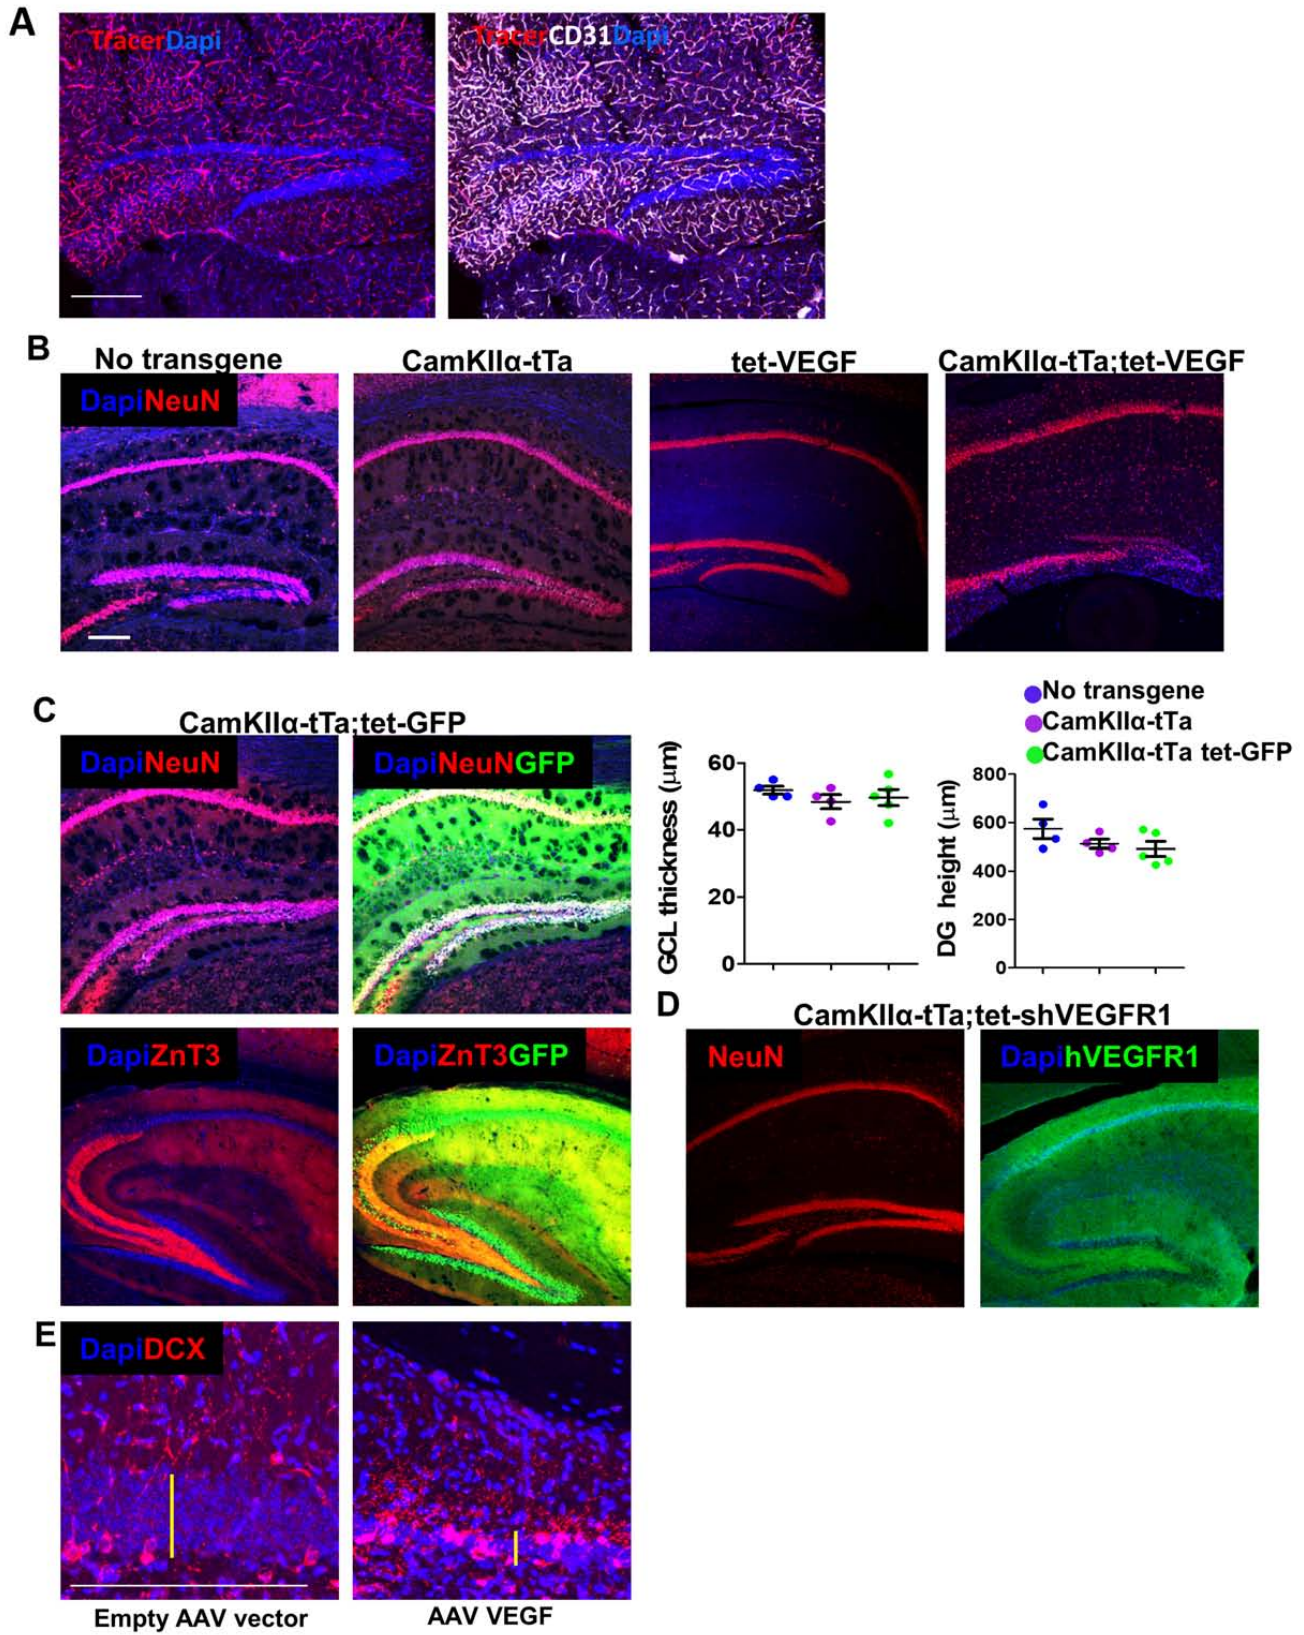 A
TracerDapi
TracerCD31Dapi
B
No transgene
CamKIIα-tTa
tet-VEGF
CamKIIα-tTa;tet-VEGF
DapiNeuN
C
CamKIIα-tTa;tet-GFP
DapiNeuN
DapiNeuNGFP
DapiZnT3
DapiZnT3GFP
GCL thickness (μm)
60
40
20
0
No transgene
CamKIIα-tTa
CamKIIα-tTa tet-GFP
DG height (μm)
800
600
400
200
0
D
CamKIIα-tTa;tet-shVEGFR1
NeuN
DapihVEGFR1
E
DapiDCX
Empty AAV vector
AAV VEGF